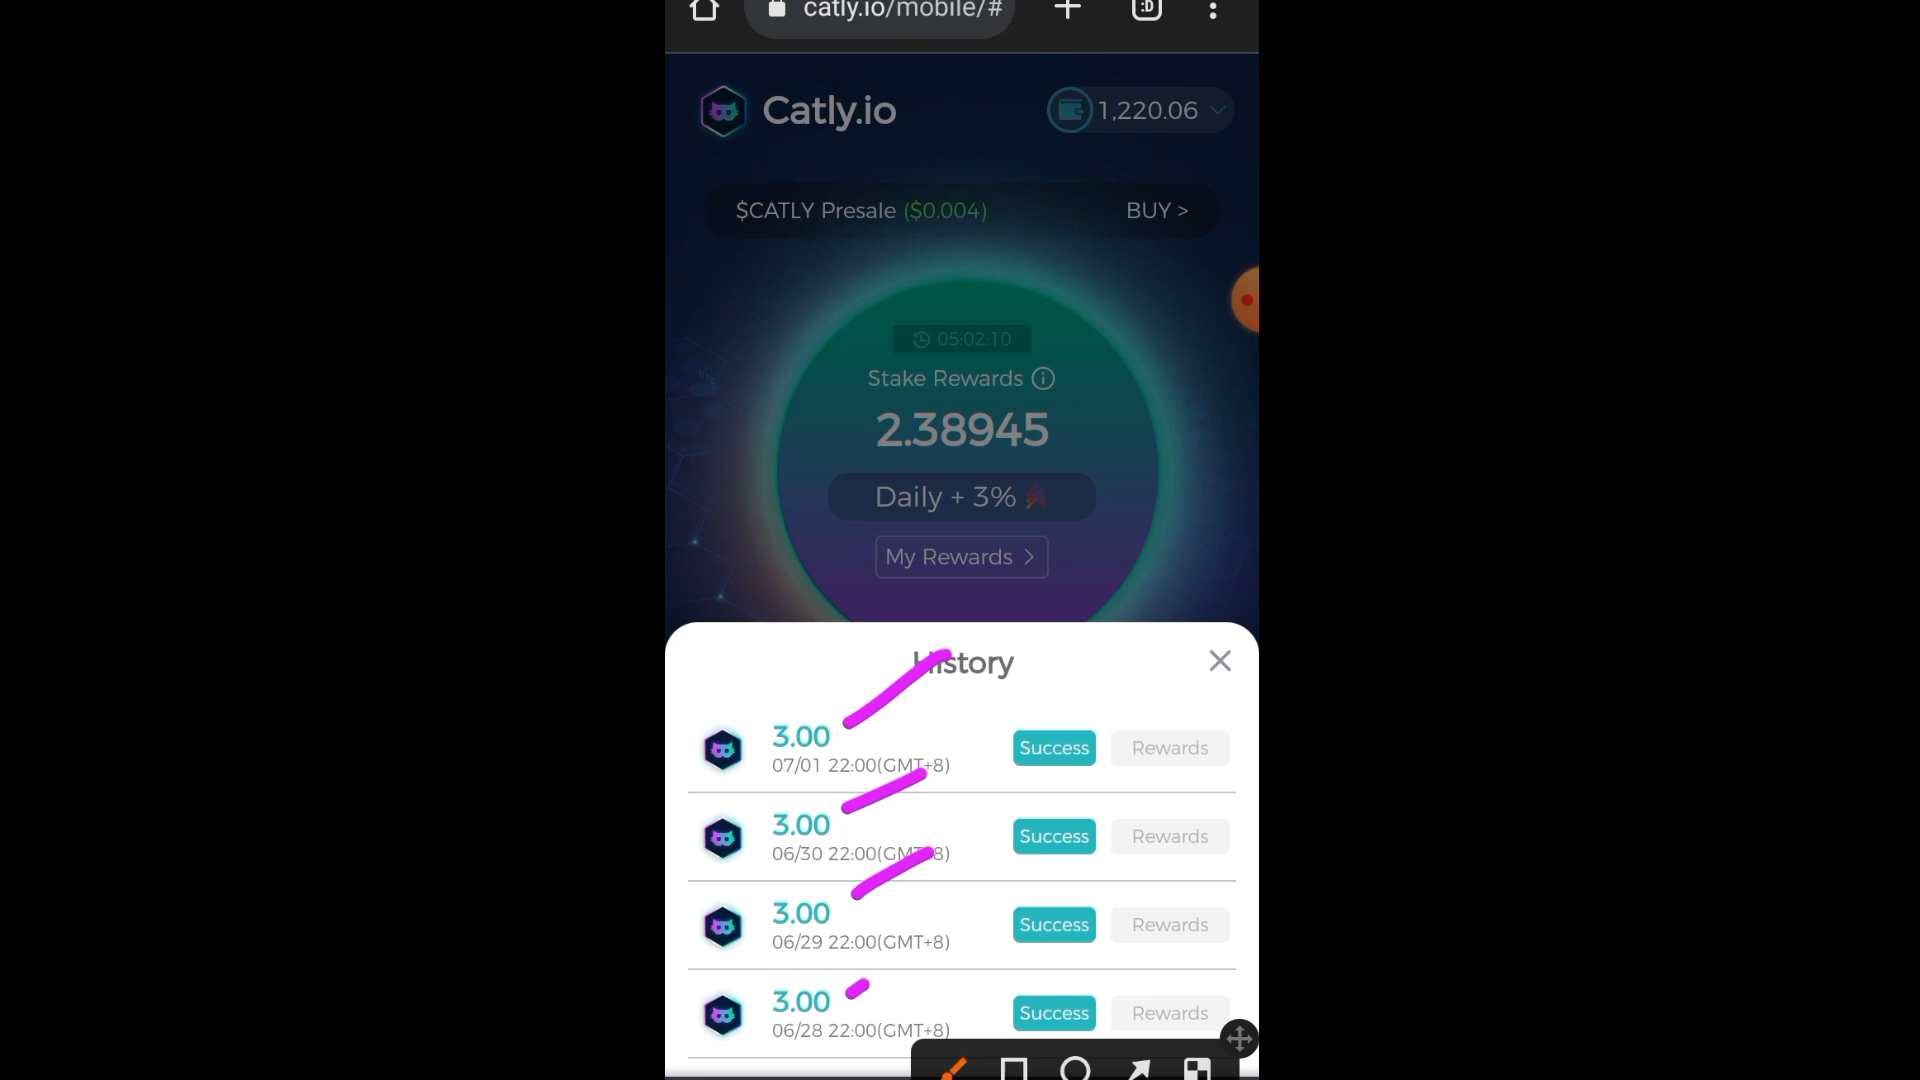 catly.io/mobile/#
:D
Catly.io
1,220.06
$CATLY Presale ($0.004)
BUY >
05:02:10
Stake Rewards
2.38945
Daily + 3%
My Rewards >
History
3.00
07/01 22:00(GMT+8)
Success
Rewards
3.00
06/30 22:00(GMT+8)
Success
Rewards
3.00
06/29 22:00(GMT+8)
Success
Rewards
3.00
06/28 22:00(GMT+8)
Success
Rewards